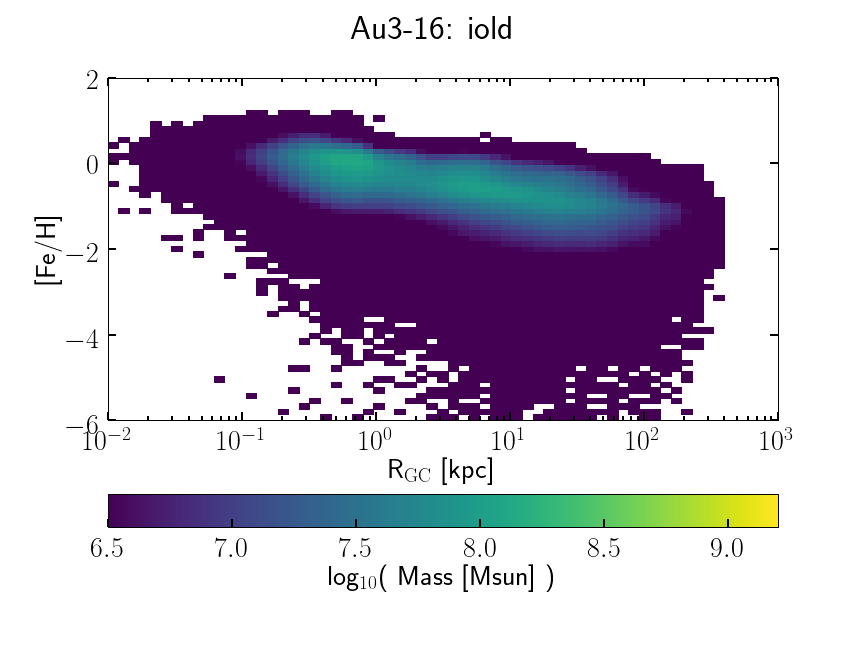 Au3-16: iold
2
0
−2
−4
−6
[Fe/H]
10⁻² 10⁻¹ 10⁰ 10¹ 10² 10³
R_GC [kpc]
6.5 7.0 7.5 8.0 8.5 9.0
log₁₀( Mass [Msun] )